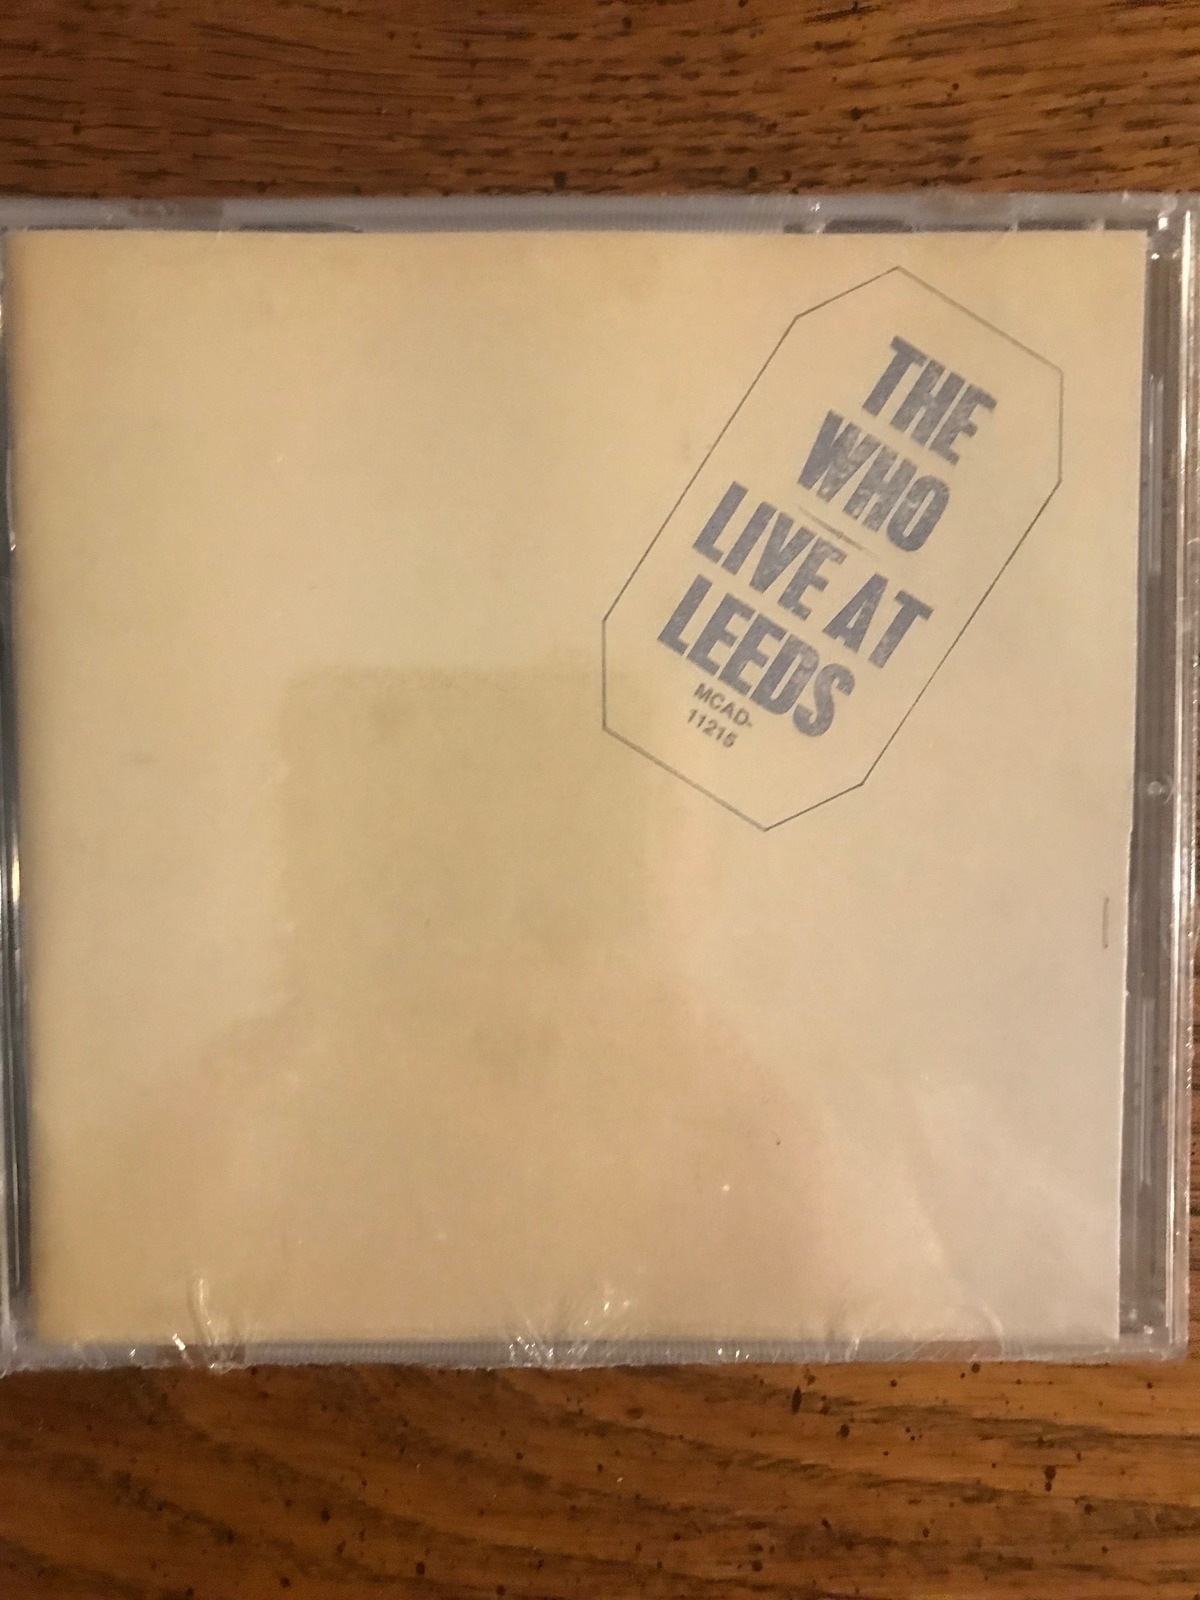 THE
WHO
LIVE AT
LEEDS
MCAD-
11215